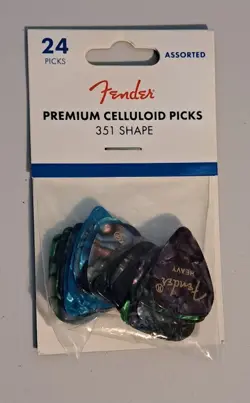 24
PICKS
ASSORTED
Fender
PREMIUM CELLULOID PICKS
351 SHAPE
Fender
HEAVY